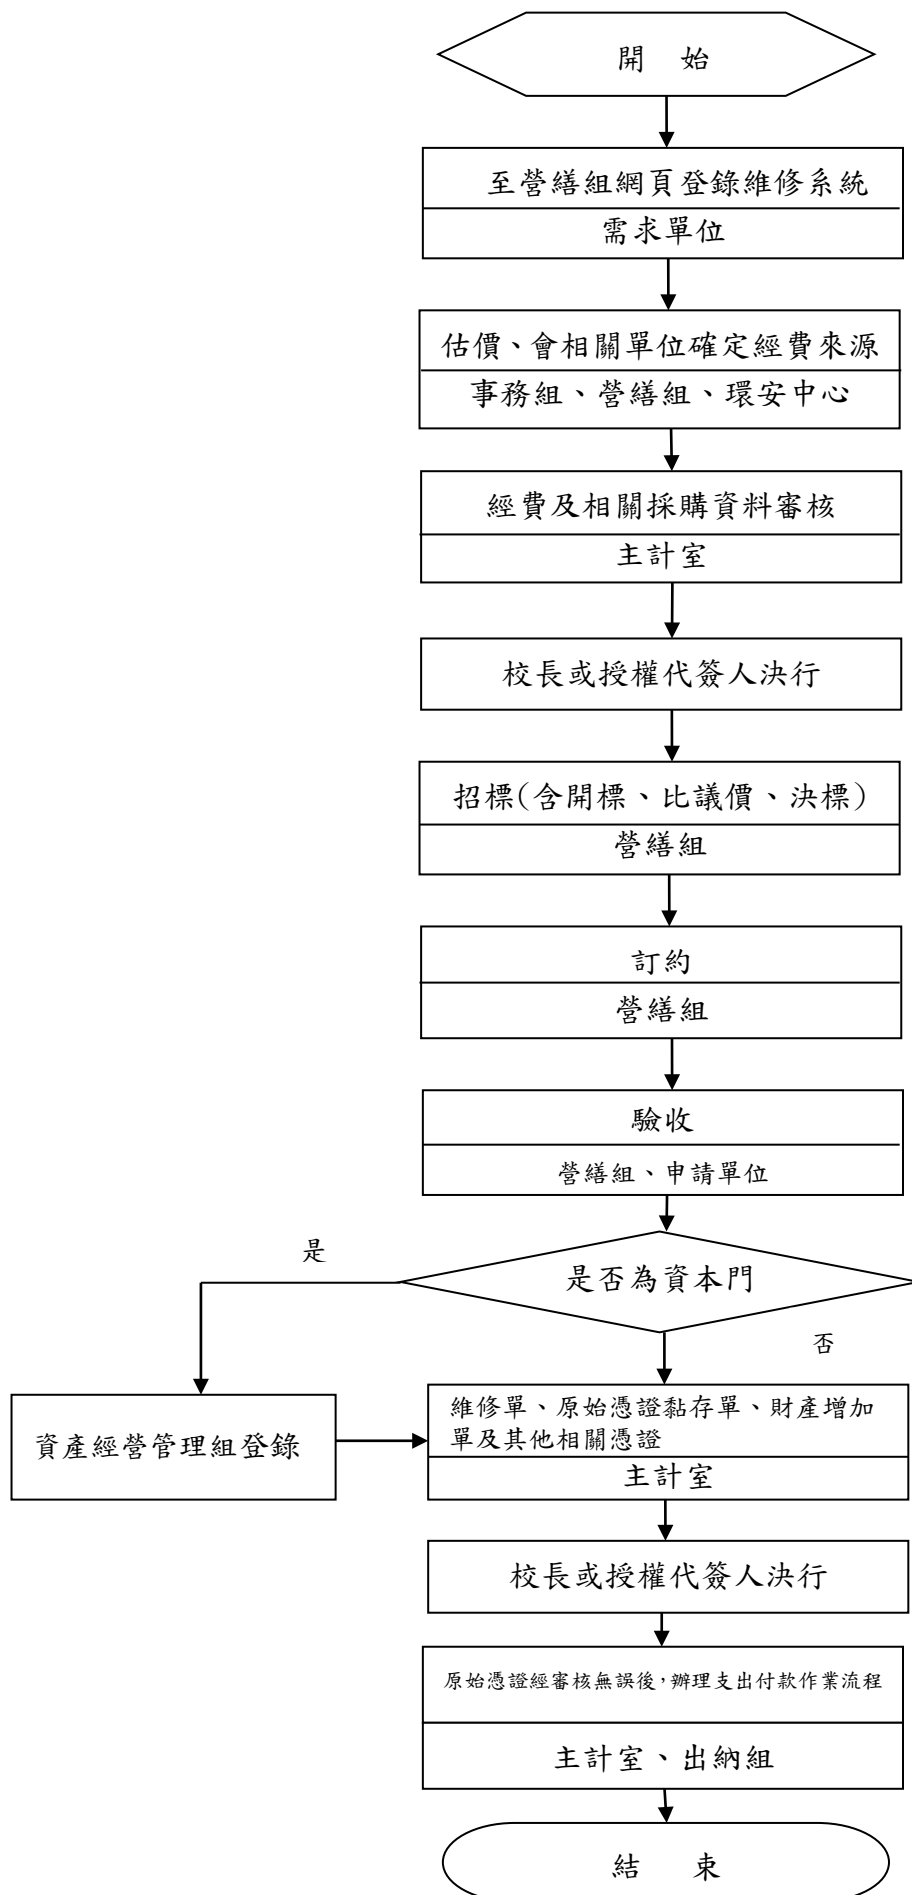 開 始
至營繕組網頁登錄維修系統
需求單位
估價、會相關單位確定經費來源
事務組、營繕組、環安中心
經費及相關採購資料審核
主計室
校長或授權代簽人決行
招標(含開標、比議價、決標)
營繕組
訂約
營繕組
驗收
營繕組、申請單位
是否為資本門
是
否
資產經營管理組登錄
維修單、原始憑證黏存單、財產增加
單及其他相關憑證
主計室
校長或授權代簽人決行
原始憑證經審核無誤後,辦理支出付款作業流程
主計室、出納組
結 束